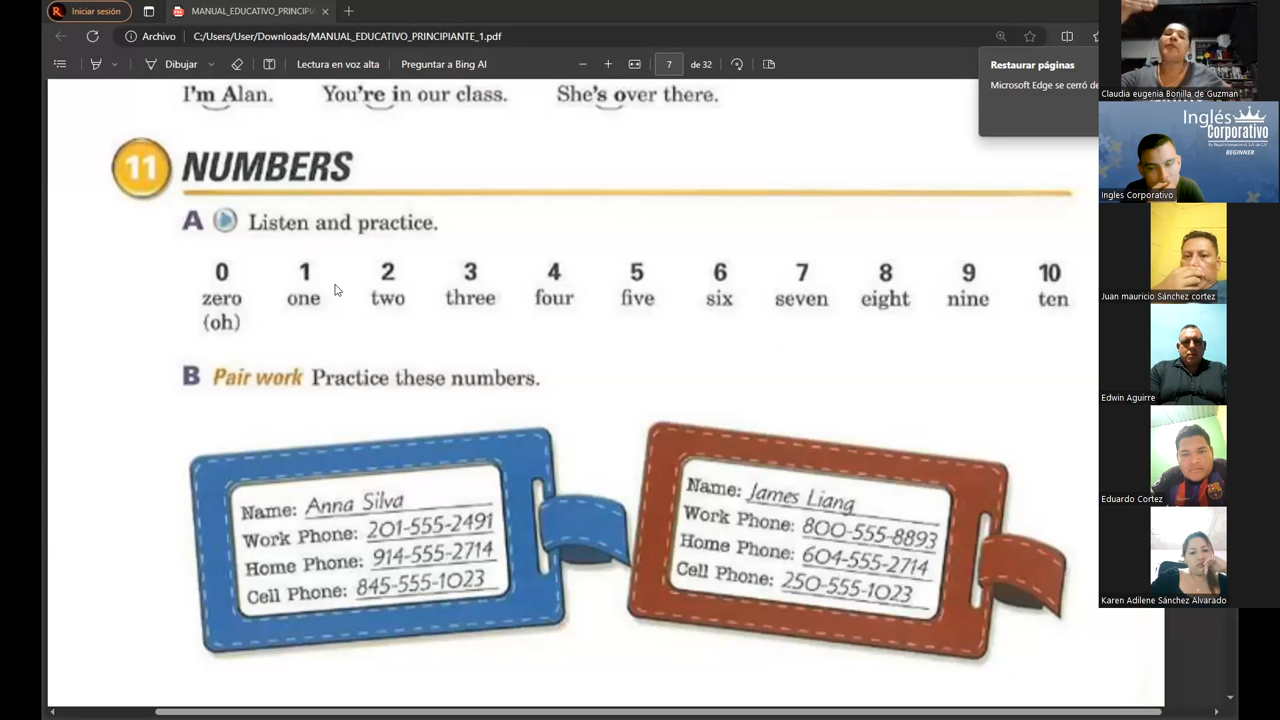 Iniciar sesión
MANUAL_EDUCATIVO_PRINCIPI
Archivo
C:/Users/User/Downloads/MANUAL_EDUCATIVO_PRINCIPIANTE_1.pdf
Dibujar
Lectura en voz alta
Preguntar a Bing AI
7 de 32
Restaurar páginas
Microsoft Edge se cerró de
I'm Alan. You're in our class. She's over there.
11 NUMBERS
A Listen and practice.
0 1 2 3 4 5 6 7 8 9 10
zero one two three four five six seven eight nine ten
(oh)
B Pair work Practice these numbers.
Name: Anna Silva
Work Phone: 201-555-2491
Home Phone: 914-555-2714
Cell Phone: 845-555-1023
Name: James Liang
Work Phone: 800-555-8893
Home Phone: 604-555-2714
Cell Phone: 250-555-1023
Claudia eugenia Bonilla de Guzman
Inglés
Corporativo
BEGINNER
Ingles Corporativo
Juan mauricio Sánchez cortez
Edwin Aguirre
Eduardo Cortez
Karen Adilene Sánchez Alvarado